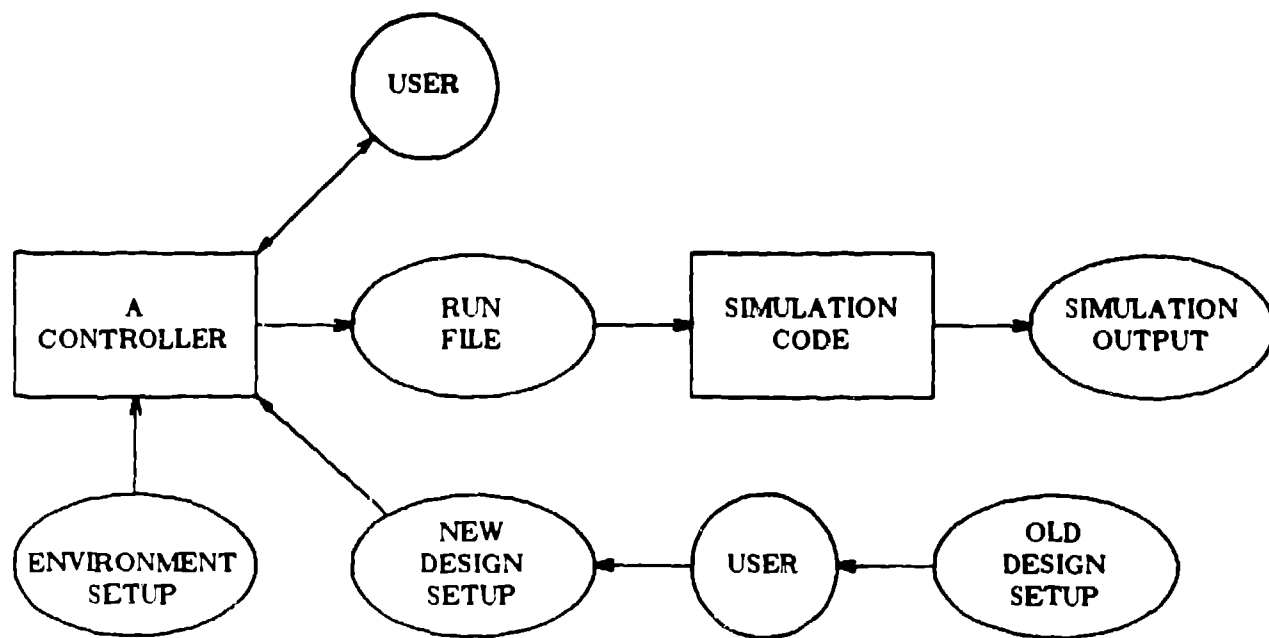 USER
A
CONTROLLER
RUN
FILE
SIMULATION
CODE
SIMULATION
OUTPUT
ENVIRONMENT
SETUP
NEW
DESIGN
SETUP
USER
OLD
DESIGN
SETUP